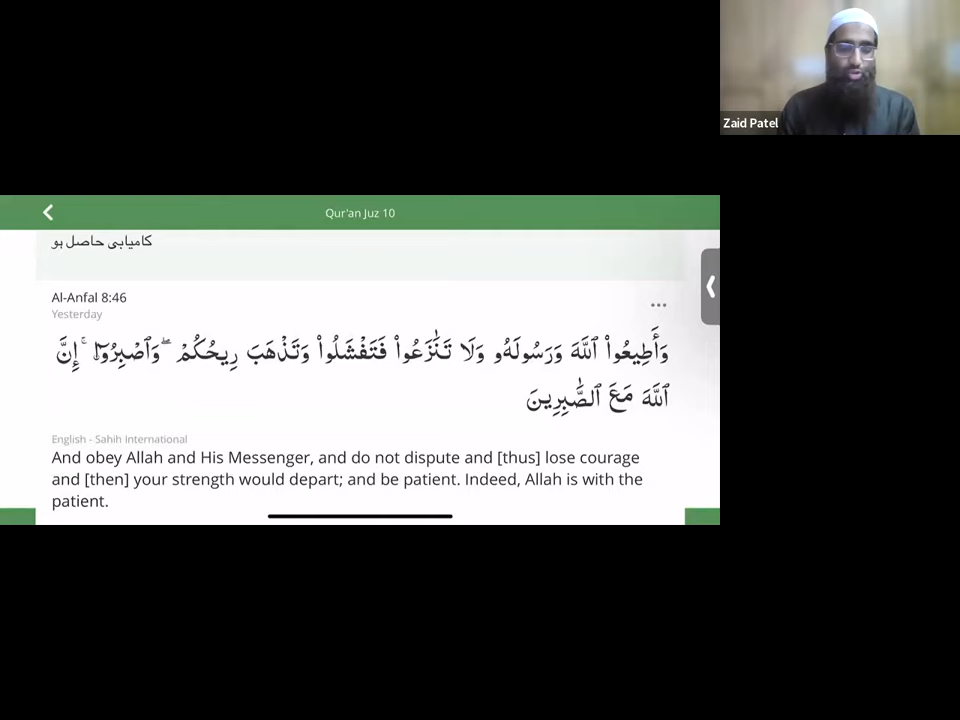 Zaid Patel
Qur'an Juz 10
کامیابی حاصل ہو
Al-Anfal 8:46
Yesterday
وَأَطِيعُوا۟ ٱللَّهَ وَرَسُولَهُۥ وَلَا تَنَـٰزَعُوا۟ فَتَفْشَلُوا۟ وَتَذْهَبَ رِيحُكُمْ ۖ وَٱصْبِرُوٓا۟ ۚ إِنَّ
ٱللَّهَ مَعَ ٱلصَّـٰبِرِينَ
English - Sahih International
And obey Allah and His Messenger, and do not dispute and [thus] lose courage
and [then] your strength would depart; and be patient. Indeed, Allah is with the
patient.